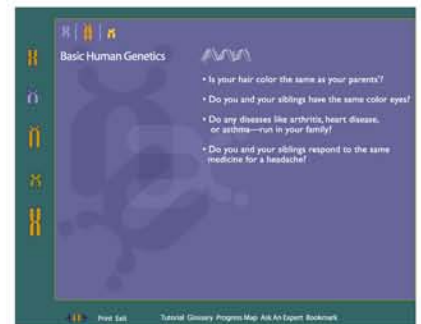 Basic Human Genetics
• Is your hair color the same as your parents'?
• Do you and your siblings have the same color eyes?
• Do any diseases like arthritis, heart disease,
or asthma—run in your family?
• Do you and your siblings respond to the same
medicine for a headache?
Print Exit Tutorial Glossary Progress Map Ask An Expert Bookmark